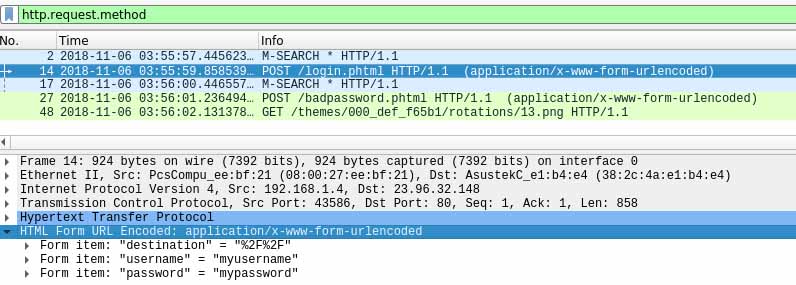 http.request.method
No. Time Info
2 2018-11-06 03:55:57.445623… M-SEARCH * HTTP/1.1
14 2018-11-06 03:55:59.858539… POST /login.phtml HTTP/1.1 (application/x-www-form-urlencoded)
17 2018-11-06 03:56:00.446557… M-SEARCH * HTTP/1.1
27 2018-11-06 03:56:01.236494… POST /badpassword.phtml HTTP/1.1 (application/x-www-form-urlencoded)
48 2018-11-06 03:56:02.131378… GET /themes/000_def_f65b1/rotations/13.png HTTP/1.1
Frame 14: 924 bytes on wire (7392 bits), 924 bytes captured (7392 bits) on interface 0
Ethernet II, Src: PcsCompu_ee:bf:21 (08:00:27:ee:bf:21), Dst: AsustekC_e1:b4:e4 (38:2c:4a:e1:b4:e4)
Internet Protocol Version 4, Src: 192.168.1.4, Dst: 23.96.32.148
Transmission Control Protocol, Src Port: 43586, Dst Port: 80, Seq: 1, Ack: 1, Len: 858
Hypertext Transfer Protocol
HTML Form URL Encoded: application/x-www-form-urlencoded
Form item: "destination" = "%2F%2F"
Form item: "username" = "myusername"
Form item: "password" = "mypassword"